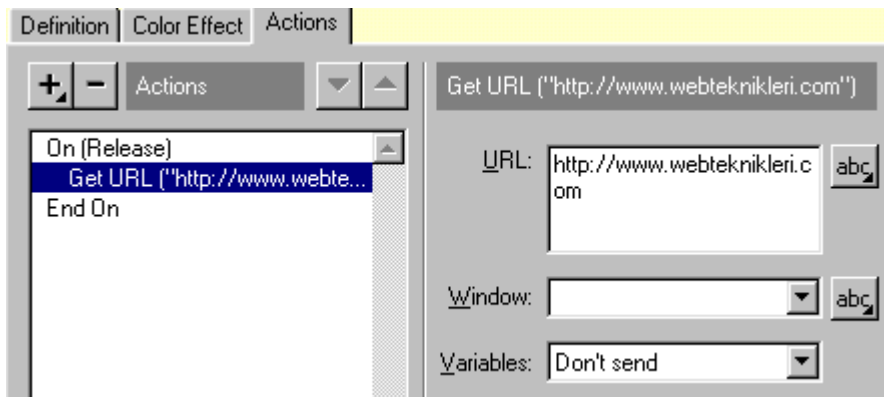 Definition Color Effect Actions
+ - Actions
Get URL ("http://www.webteknikleri.com")
On (Release)
Get URL ("http://www.webte...
End On
URL: http://www.webteknikleri.c
om
abc
Window:
abc
Variables: Don't send